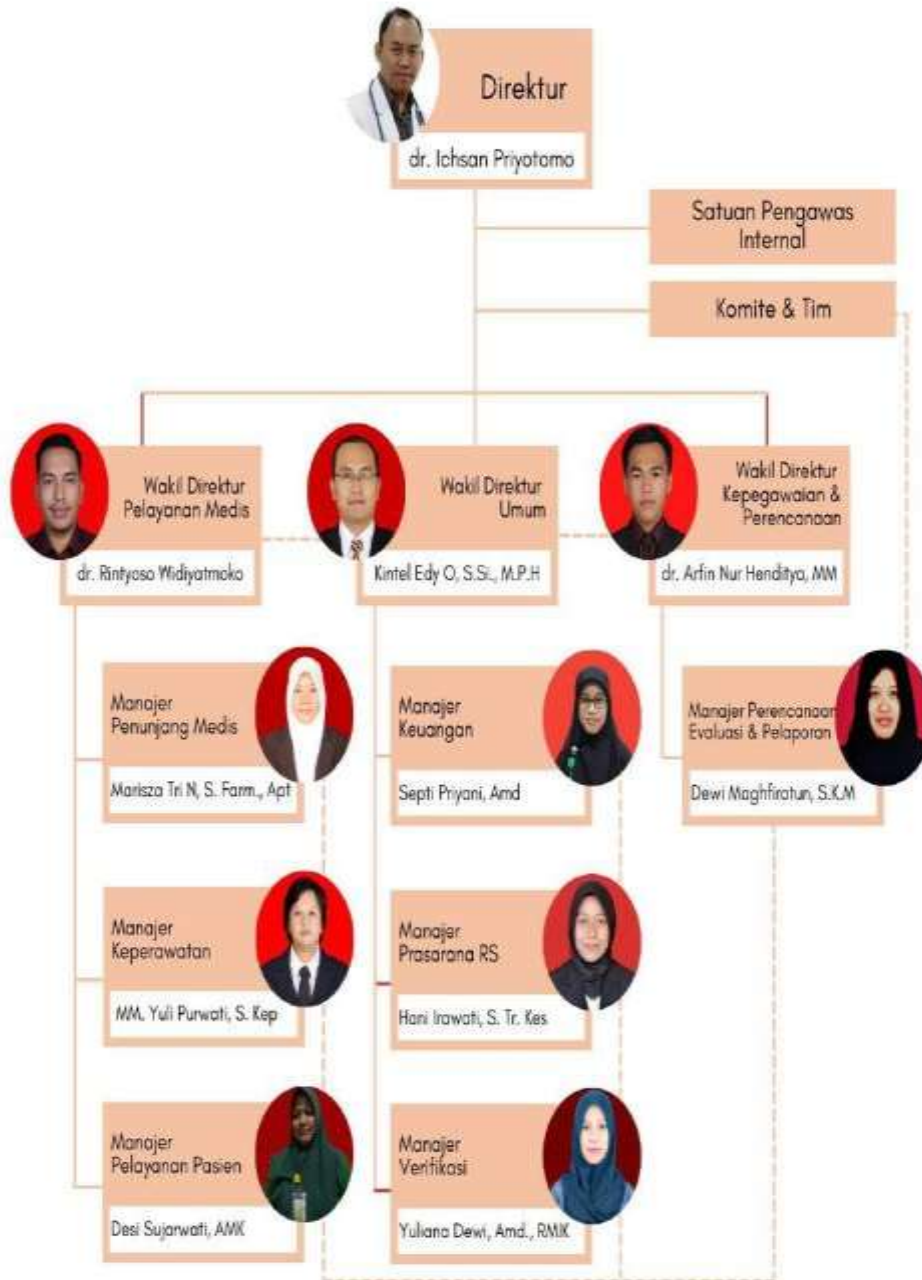 Direktur
dr. Ichsan Priyotomo
Satuan Pengawas
Internal
Komite & Tim
Wakil Direktur
Pelayanan Medis
dr. Rintyoso Widiyatmoko
Wakil Direktur
Umum
Kintel Edy O, S.Si., M.P.H
Wakil Direktur
Kepegawaian &
Perencanaan
dr. Arfin Nur Henditya, MM
Manajer
Penunjang Medis
Marisza Tri N, S. Farm., Apt
Manajer
Keuangan
Septi Priyani, Amd
Manajer Perencanaan
Evaluasi & Pelaporan
Dewi Maghfiratun, S.K.M
Manajer
Keperawatan
MM. Yuli Purwati, S. Kep
Manajer
Prasarana RS
Hani Irawati, S. Tr. Kes
Manajer
Pelayanan Pasien
Desi Sujarwati, AMK
Manajer
Verifikasi
Yuliana Dewi, Amd., RMIK